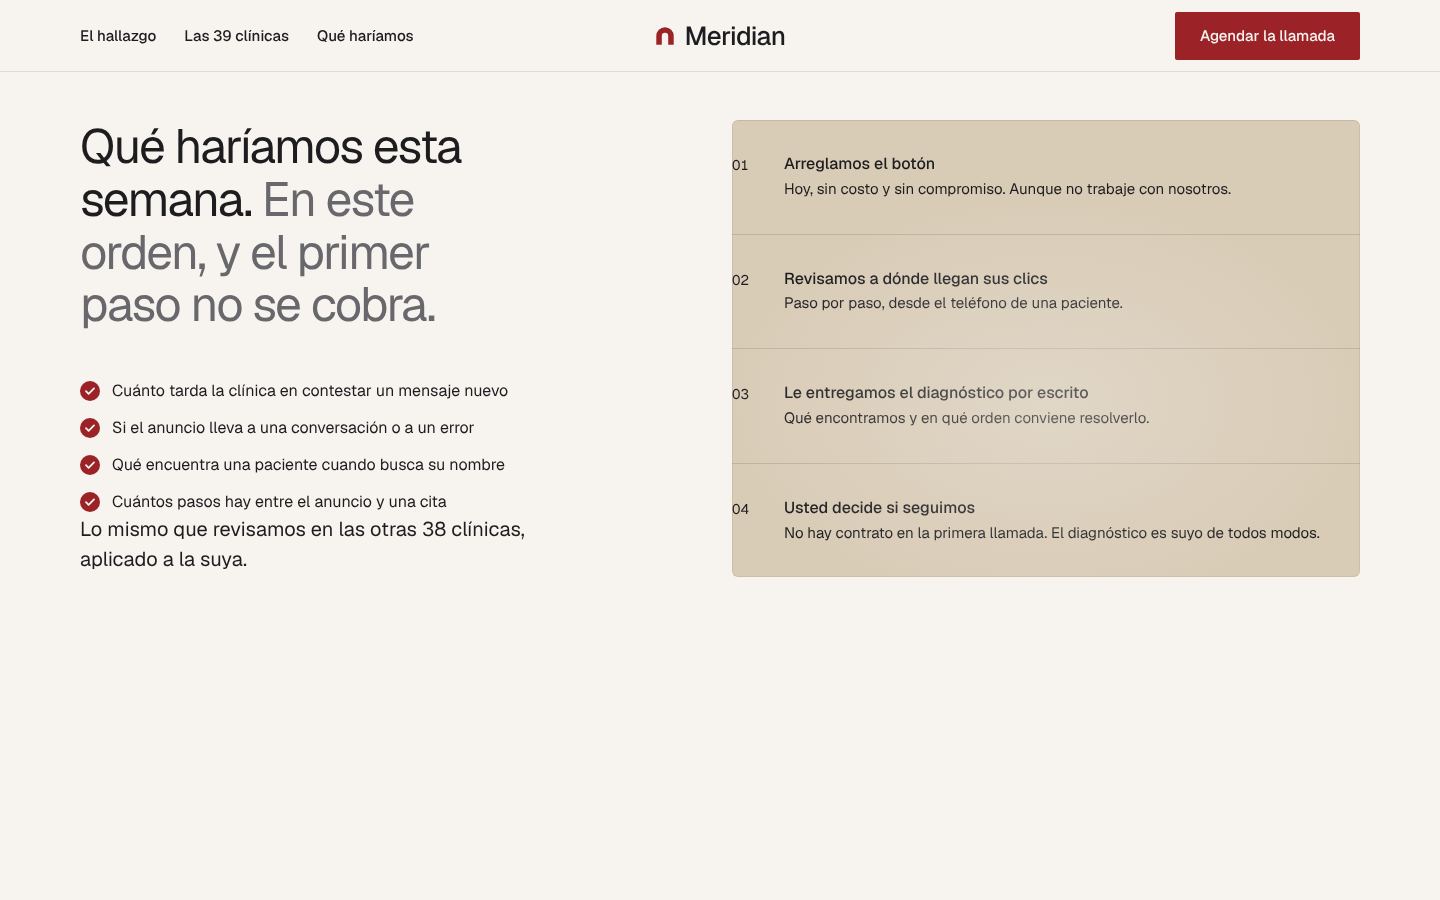 El hallazgo
Las 39 clínicas
Qué haríamos
Meridian
Agendar la llamada
Qué haríamos esta
semana. En este
orden, y el primer
paso no se cobra.
Cuánto tarda la clínica en contestar un mensaje nuevo
Si el anuncio lleva a una conversación o a un error
Qué encuentra una paciente cuando busca su nombre
Cuántos pasos hay entre el anuncio y una cita
Lo mismo que revisamos en las otras 38 clínicas,
aplicado a la suya.
01
Arreglamos el botón
Hoy, sin costo y sin compromiso. Aunque no trabaje con nosotros.
02
Revisamos a dónde llegan sus clics
Paso por paso, desde el teléfono de una paciente.
03
Le entregamos el diagnóstico por escrito
Qué encontramos y en qué orden conviene resolverlo.
04
Usted decide si seguimos
No hay contrato en la primera llamada. El diagnóstico es suyo de todos modos.